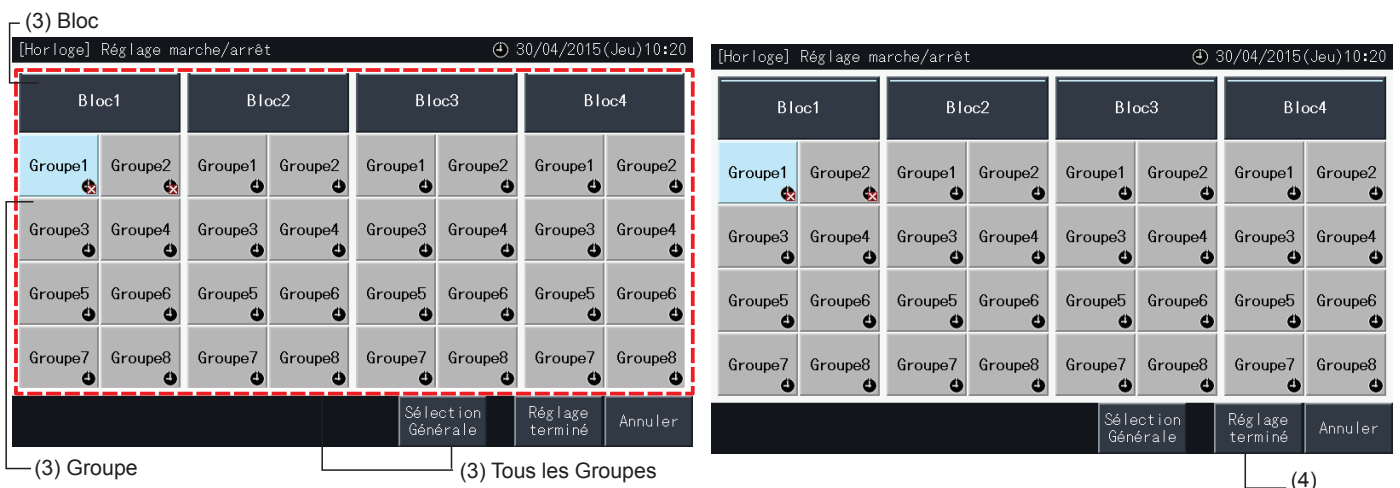 (3) Bloc
[Horloge] Réglage marche/arrêt 30/04/2015(Jeu)10:20
Bloc1 Bloc2 Bloc3 Bloc4
Groupe1 Groupe2 Groupe1 Groupe2 Groupe1 Groupe2 Groupe1 Groupe2
Groupe3 Groupe4 Groupe3 Groupe4 Groupe3 Groupe4 Groupe3 Groupe4
Groupe5 Groupe6 Groupe5 Groupe6 Groupe5 Groupe6 Groupe5 Groupe6
Groupe7 Groupe8 Groupe7 Groupe8 Groupe7 Groupe8 Groupe7 Groupe8
Sélection Réglage
Générale terminé Annuler
(3) Groupe
(3) Tous les Groupes
[Horloge] Réglage marche/arrêt 30/04/2015(Jeu)10:20
Bloc1 Bloc2 Bloc3 Bloc4
Groupe1 Groupe2 Groupe1 Groupe2 Groupe1 Groupe2 Groupe1 Groupe2
Groupe3 Groupe4 Groupe3 Groupe4 Groupe3 Groupe4 Groupe3 Groupe4
Groupe5 Groupe6 Groupe5 Groupe6 Groupe5 Groupe6 Groupe5 Groupe6
Groupe7 Groupe8 Groupe7 Groupe8 Groupe7 Groupe8 Groupe7 Groupe8
Sélection Réglage
Générale terminé Annuler
(4)